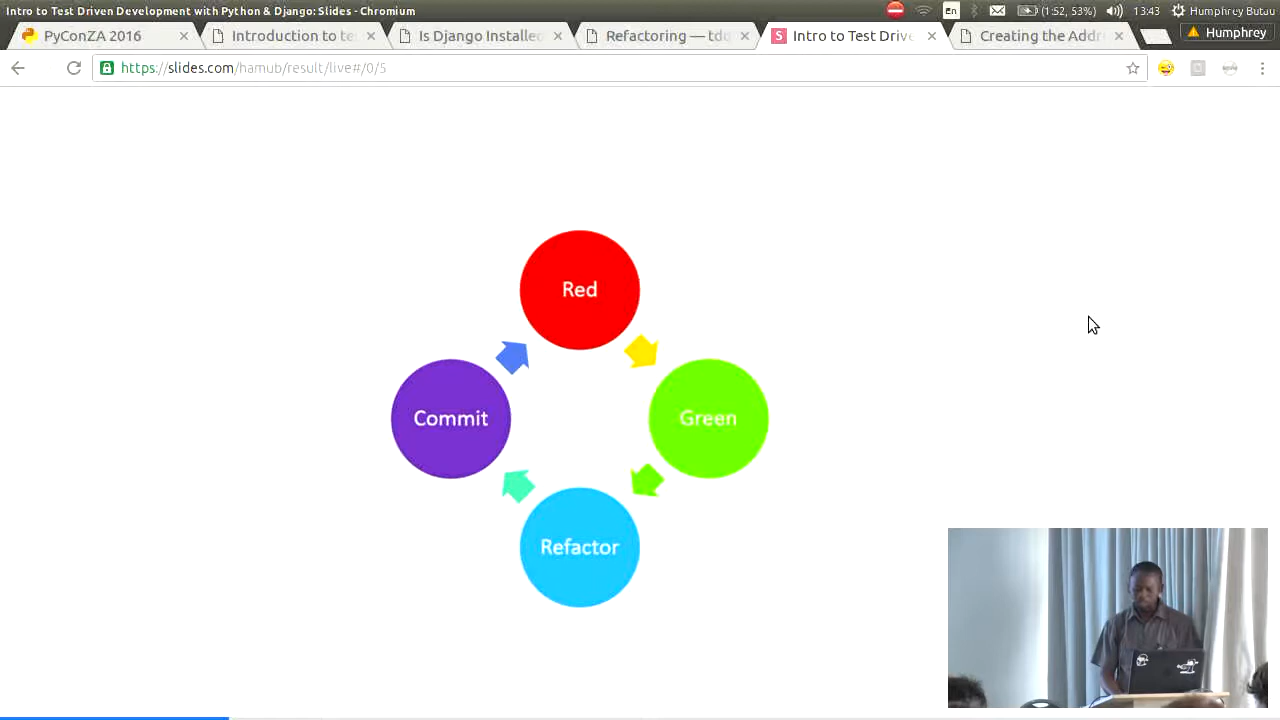 Intro to Test Driven Development with Python & Django: Slides - Chromium
En
(1:52, 53%)
13:43
Humphrey Butau
PyConZA 2016
Introduction to te
Is Django Installed
Refactoring — tdd
Intro to Test Drive
Creating the Addr
Humphrey
https://slides.com/hamub/result/live#/0/5
Red
Commit
Green
Refactor